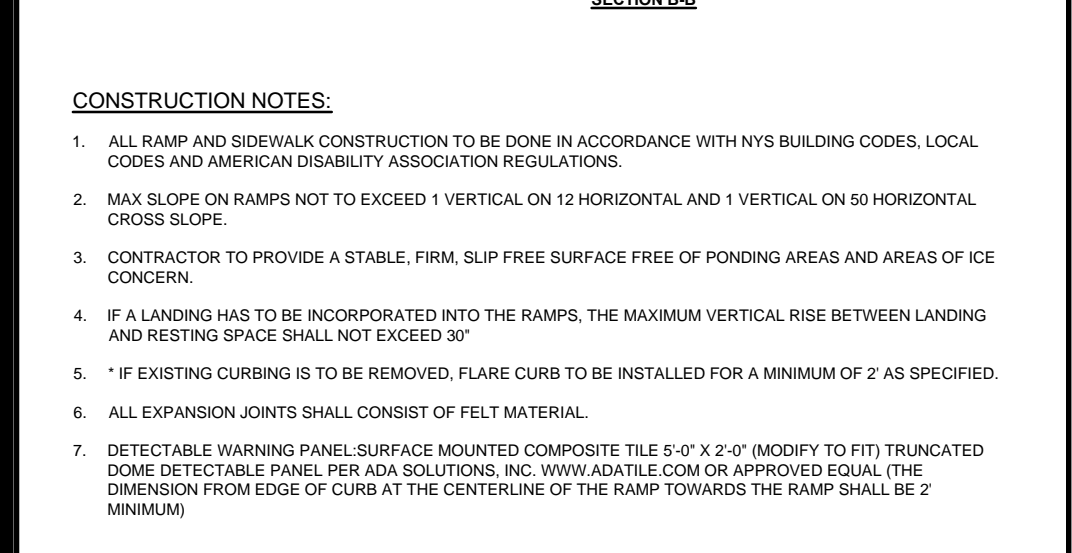 SECTION B-B
CONSTRUCTION NOTES:
1. ALL RAMP AND SIDEWALK CONSTRUCTION TO BE DONE IN ACCORDANCE WITH NYS BUILDING CODES, LOCAL
CODES AND AMERICAN DISABILITY ASSOCIATION REGULATIONS.
2. MAX SLOPE ON RAMPS NOT TO EXCEED 1 VERTICAL ON 12 HORIZONTAL AND 1 VERTICAL ON 50 HORIZONTAL
CROSS SLOPE.
3. CONTRACTOR TO PROVIDE A STABLE, FIRM, SLIP FREE SURFACE FREE OF PONDING AREAS AND AREAS OF ICE
CONCERN.
4. IF A LANDING HAS TO BE INCORPORATED INTO THE RAMPS, THE MAXIMUM VERTICAL RISE BETWEEN LANDING
AND RESTING SPACE SHALL NOT EXCEED 30"
5. * IF EXISTING CURBING IS TO BE REMOVED, FLARE CURB TO BE INSTALLED FOR A MINIMUM OF 2' AS SPECIFIED.
6. ALL EXPANSION JOINTS SHALL CONSIST OF FELT MATERIAL.
7. DETECTABLE WARNING PANEL:SURFACE MOUNTED COMPOSITE TILE 5'-0" X 2'-0" (MODIFY TO FIT) TRUNCATED
DOME DETECTABLE PANEL PER ADA SOLUTIONS, INC. WWW.ADATILE.COM OR APPROVED EQUAL (THE
DIMENSION FROM EDGE OF CURB AT THE CENTERLINE OF THE RAMP TOWARDS THE RAMP SHALL BE 2'
MINIMUM)